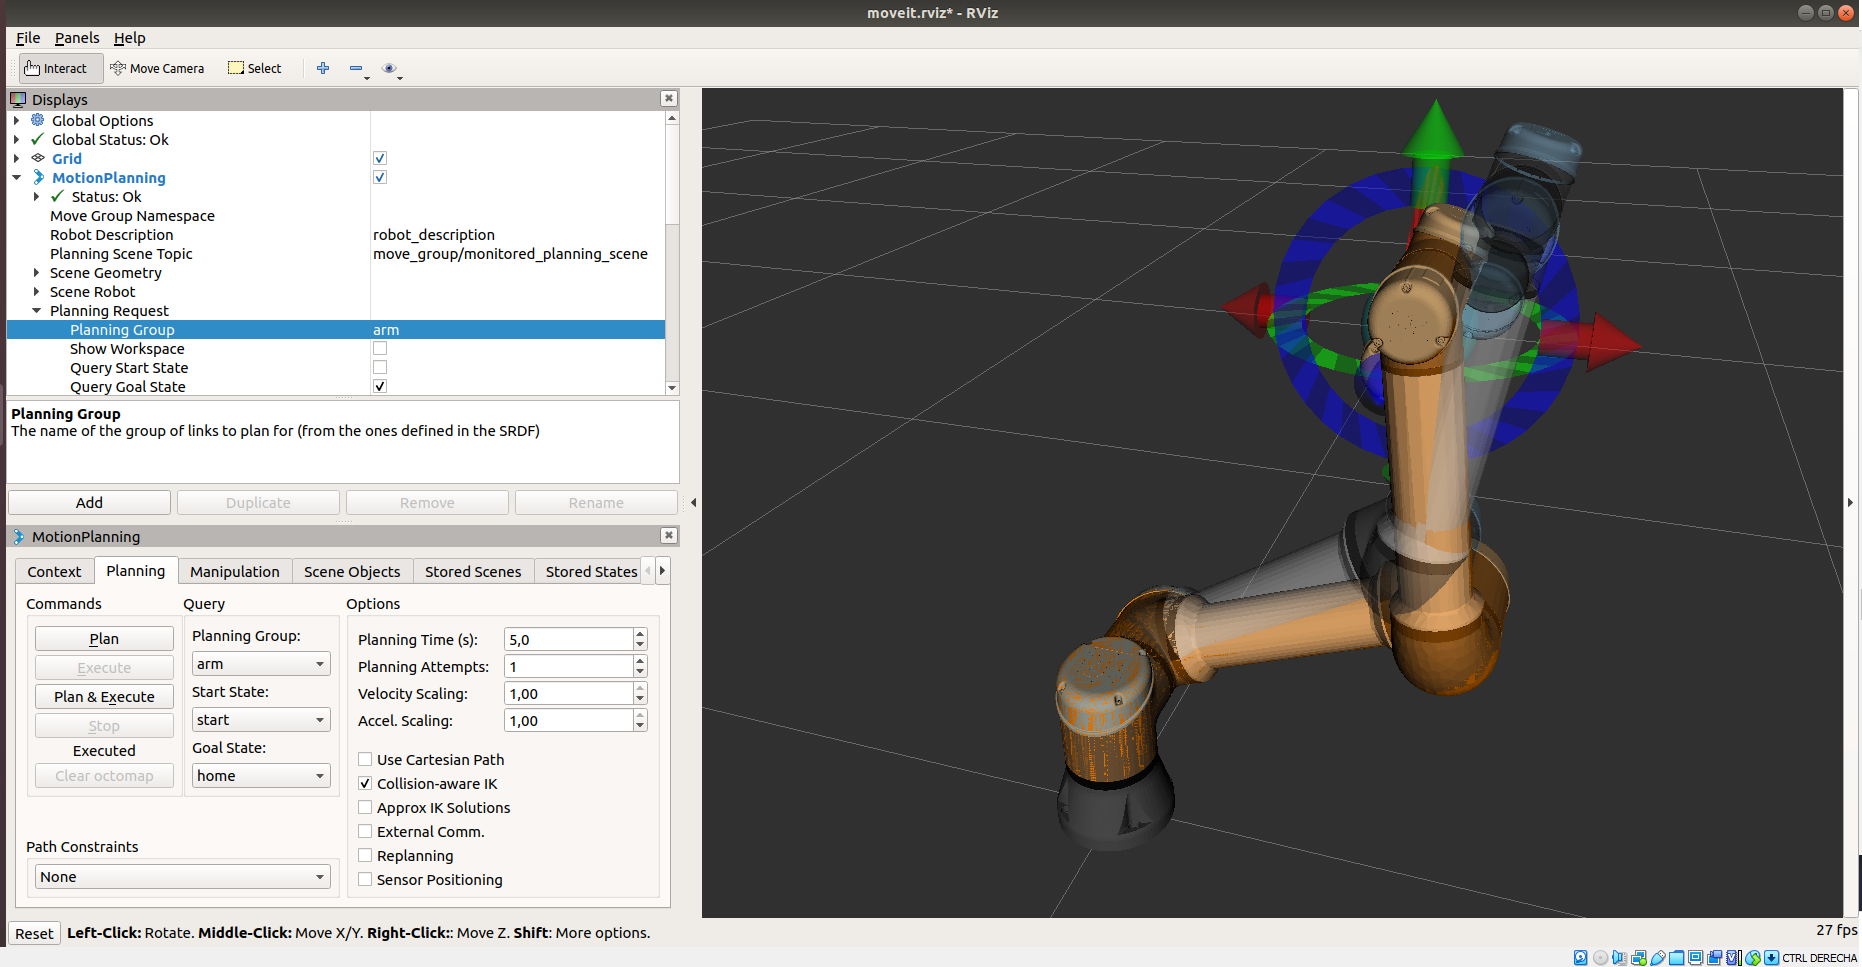 moveit.rviz* - RViz
File Panels Help
Interact Move Camera Select
Displays
Global Options
Global Status: Ok
Grid
MotionPlanning
Status: Ok
Move Group Namespace
Robot Description robot_description
Planning Scene Topic move_group/monitored_planning_scene
Scene Geometry
Scene Robot
Planning Request
Planning Group arm
Show Workspace
Query Start State
Query Goal State
Planning Group
The name of the group of links to plan for (from the ones defined in the SRDF)
Add Duplicate Remove Rename
MotionPlanning
Context Planning Manipulation Scene Objects Stored Scenes Stored States
Commands Query Options
Plan
Execute
Plan & Execute
Stop
Executed
Clear octomap
Planning Group:
arm
Start State:
start
Goal State:
home
Path Constraints
None
Planning Time (s): 5,0
Planning Attempts: 1
Velocity Scaling: 1,00
Accel. Scaling: 1,00
Use Cartesian Path
Collision-aware IK
Approx IK Solutions
External Comm.
Replanning
Sensor Positioning
Reset Left-Click: Rotate. Middle-Click: Move X/Y. Right-Click:: Move Z. Shift: More options.
27 fps
CTRL DERECHA